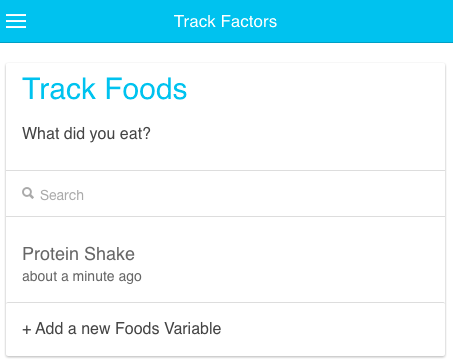 Track Factors
Track Foods
What did you eat?
Search
Protein Shake
about a minute ago
+ Add a new Foods Variable